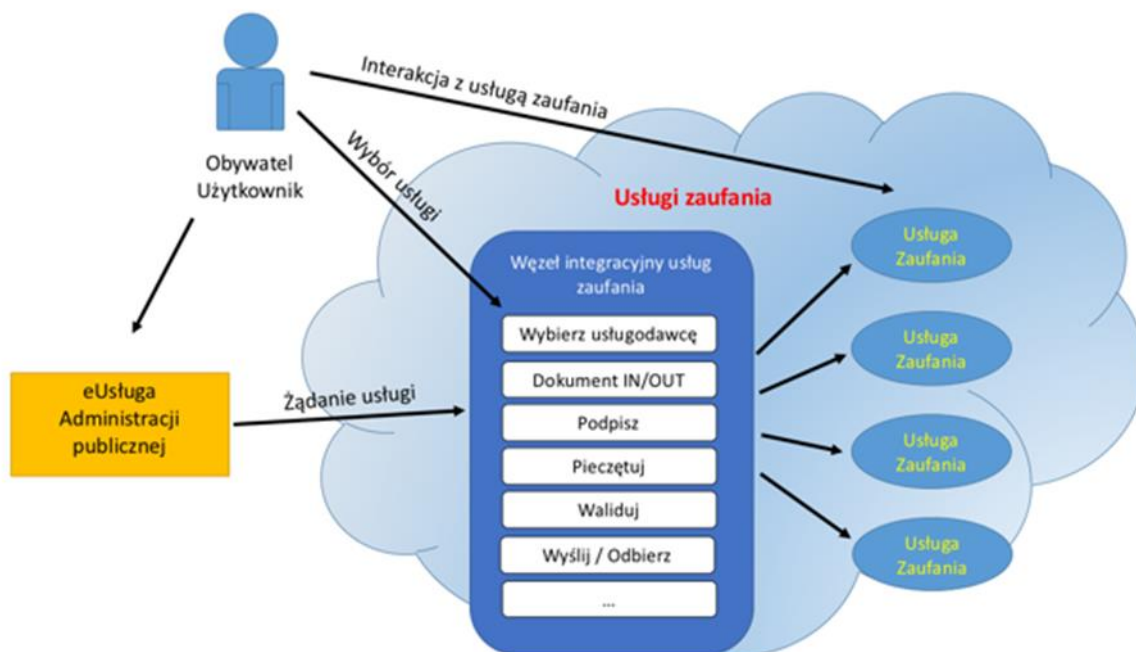 Interakcja z usługą zaufania
Wybór usługi
Obywatel
Użytkownik
Usługi zaufania
Usługa
Zaufania
Węzeł integracyjny usług
zaufania
Wybierz usługodawcę
Usługa
Zaufania
eUsługa
Administracji
publicznej
Żądanie usługi
Dokument IN/OUT
Podpisz
Usługa
Zaufania
Pieczętuj
Waliduj
Wyślij / Odbierz
Usługa
Zaufania
...